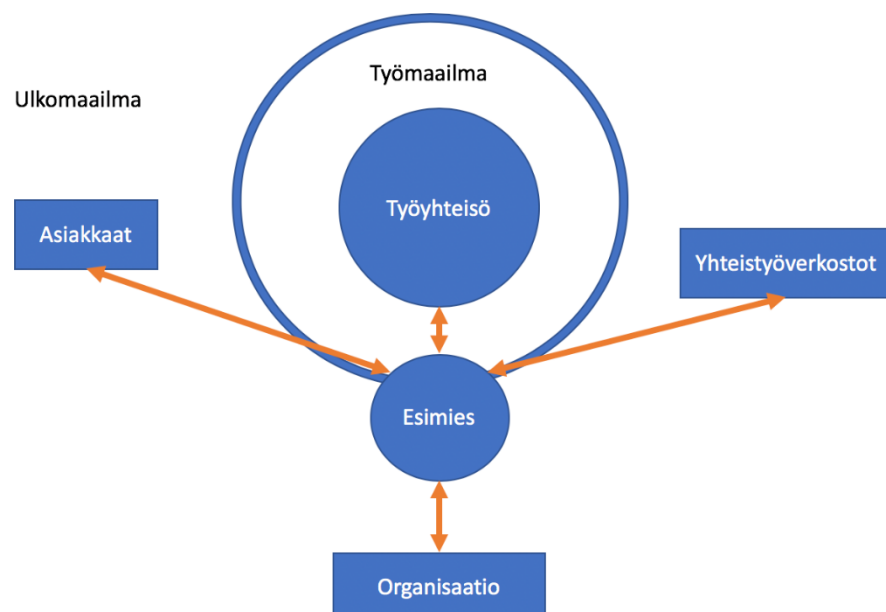 Työmaailma
Ulkomaailma
Työyhteisö
Asiakkaat
Yhteistyöverkostot
Esimies
Organisaatio